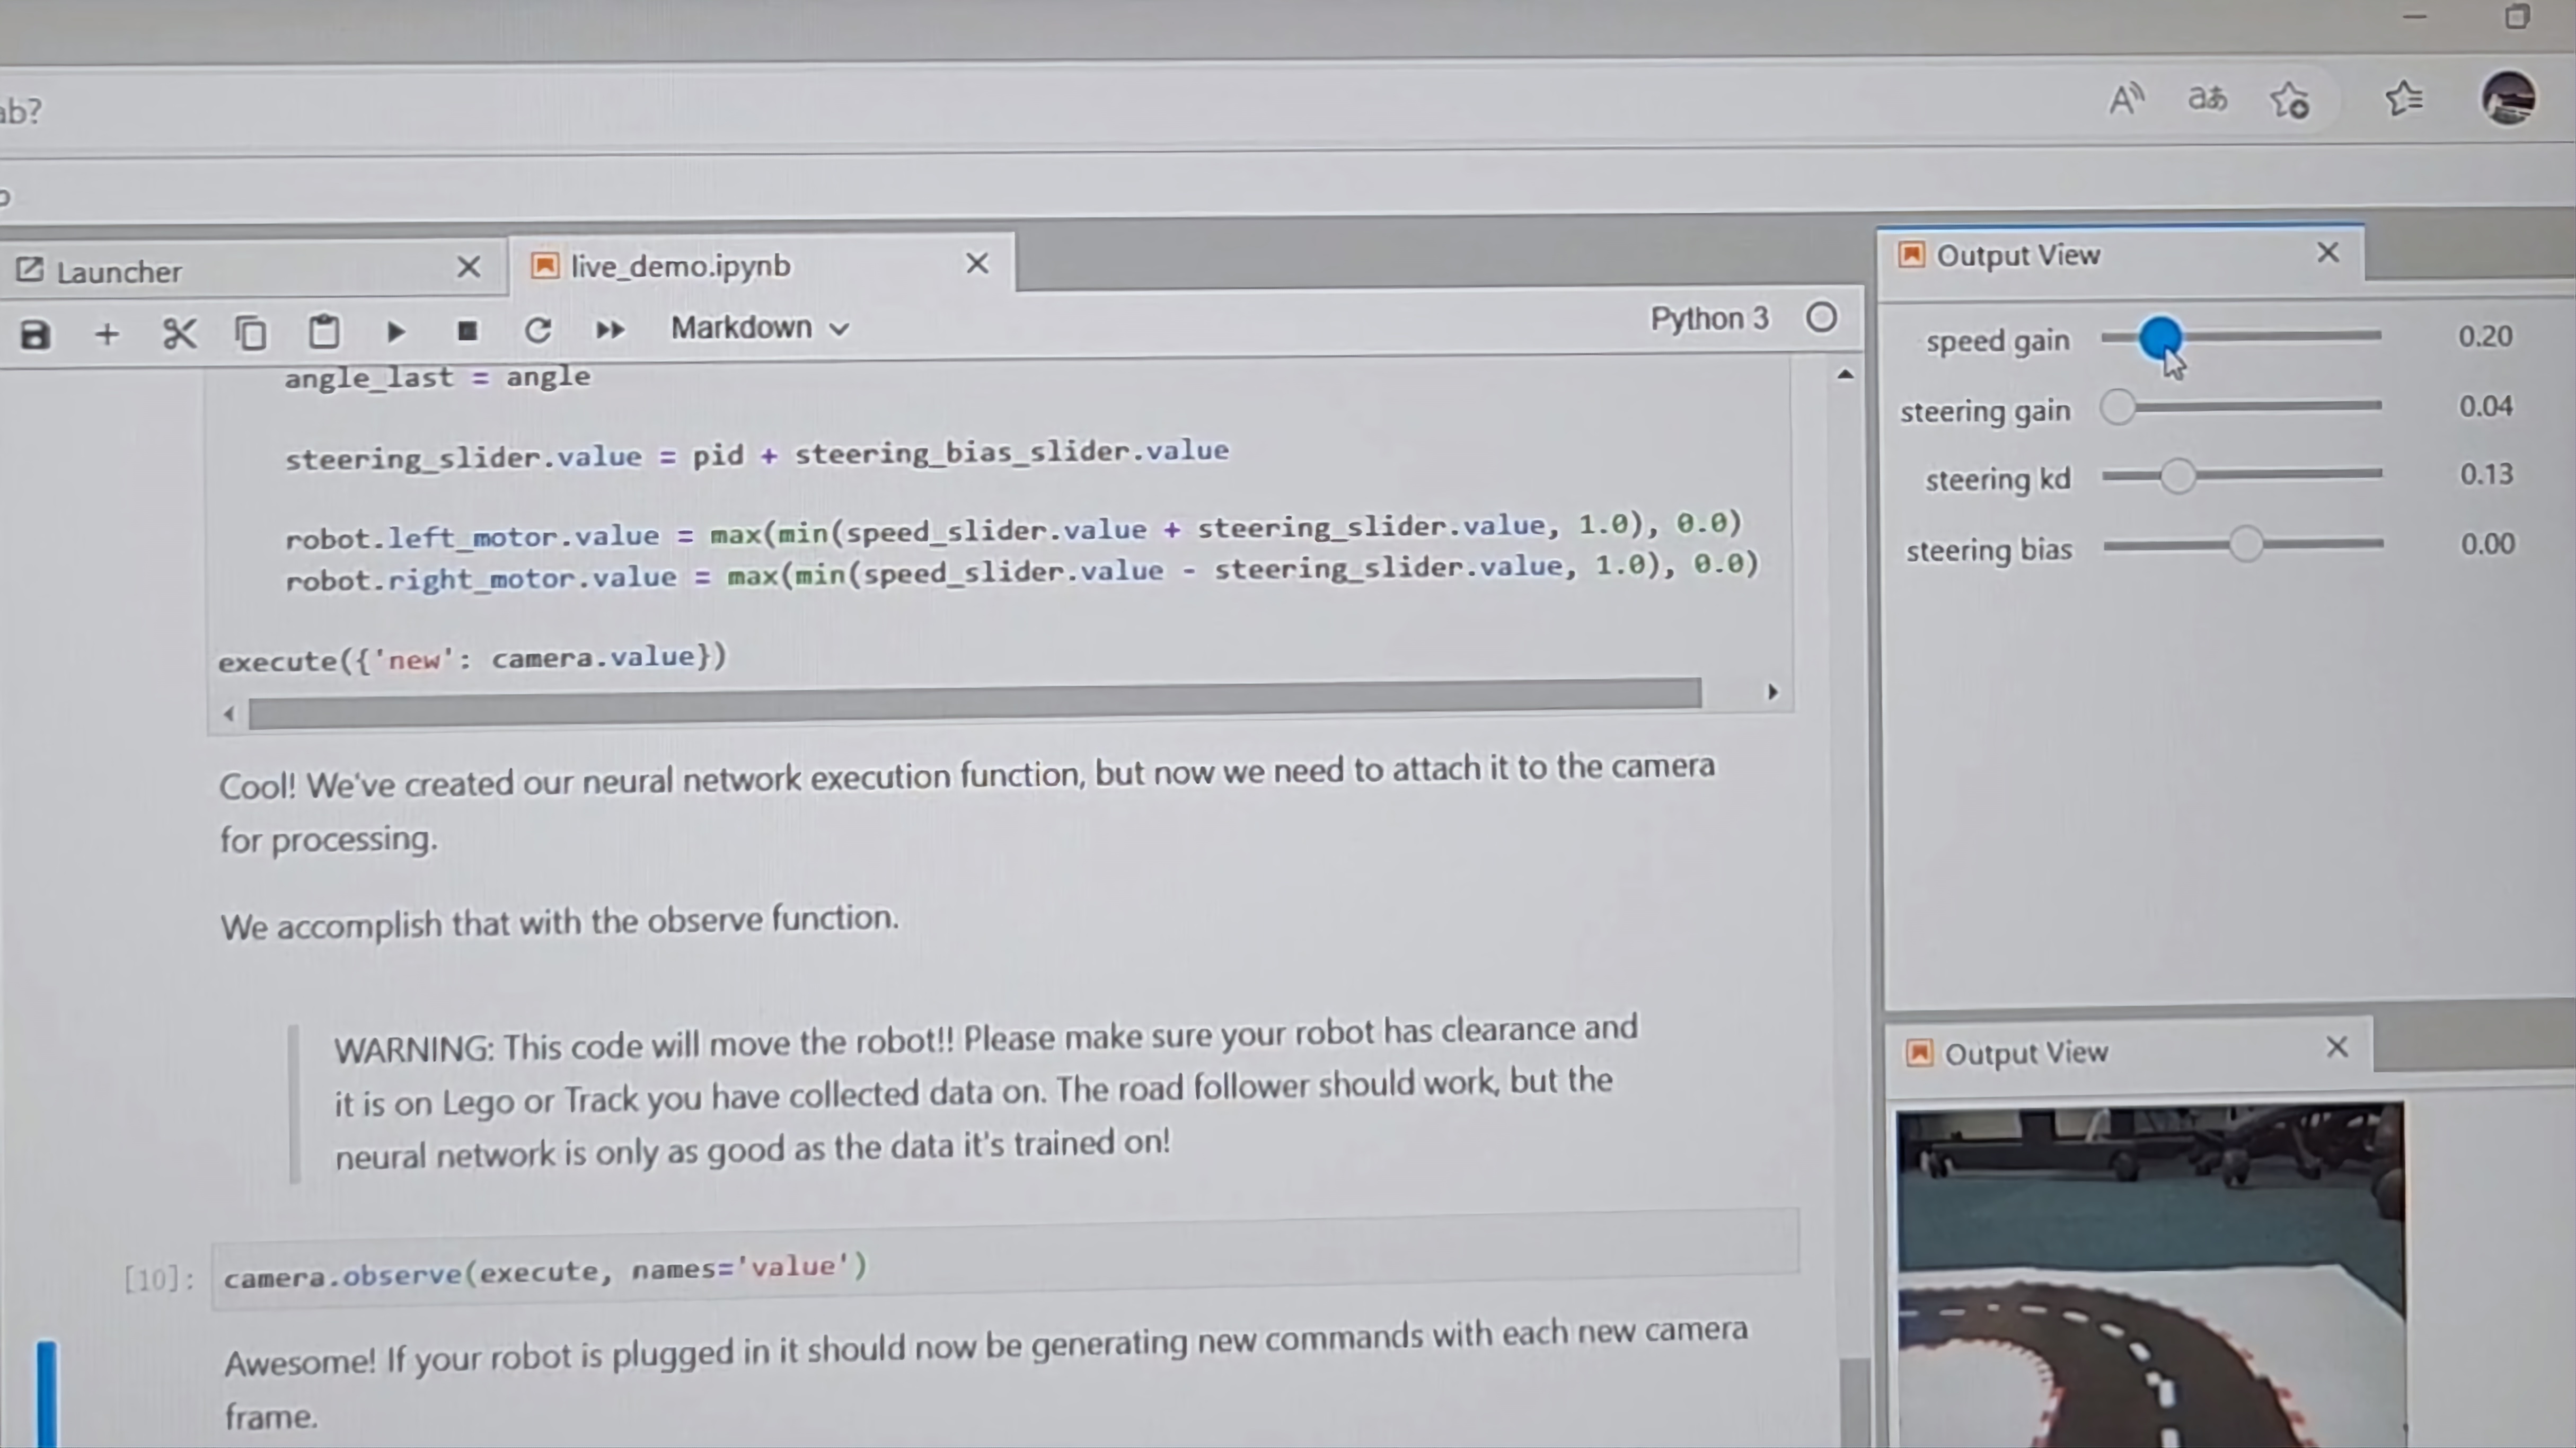 ab?
Launcher
live_demo.ipynb
Output View
Markdown
Python 3
speed gain 0.20
steering gain 0.04
steering kd 0.13
steering bias 0.00
angle_last = angle
steering_slider.value = pid + steering_bias_slider.value
robot.left_motor.value = max(min(speed_slider.value + steering_slider.value, 1.0), 0.0)
robot.right_motor.value = max(min(speed_slider.value - steering_slider.value, 1.0), 0.0)
execute({'new': camera.value})
Cool! We've created our neural network execution function, but now we need to attach it to the camera
for processing.
We accomplish that with the observe function.
WARNING: This code will move the robot!! Please make sure your robot has clearance and
it is on Lego or Track you have collected data on. The road follower should work, but the
neural network is only as good as the data it's trained on!
Output View
[10]: camera.observe(execute, names='value')
Awesome! If your robot is plugged in it should now be generating new commands with each new camera
frame.